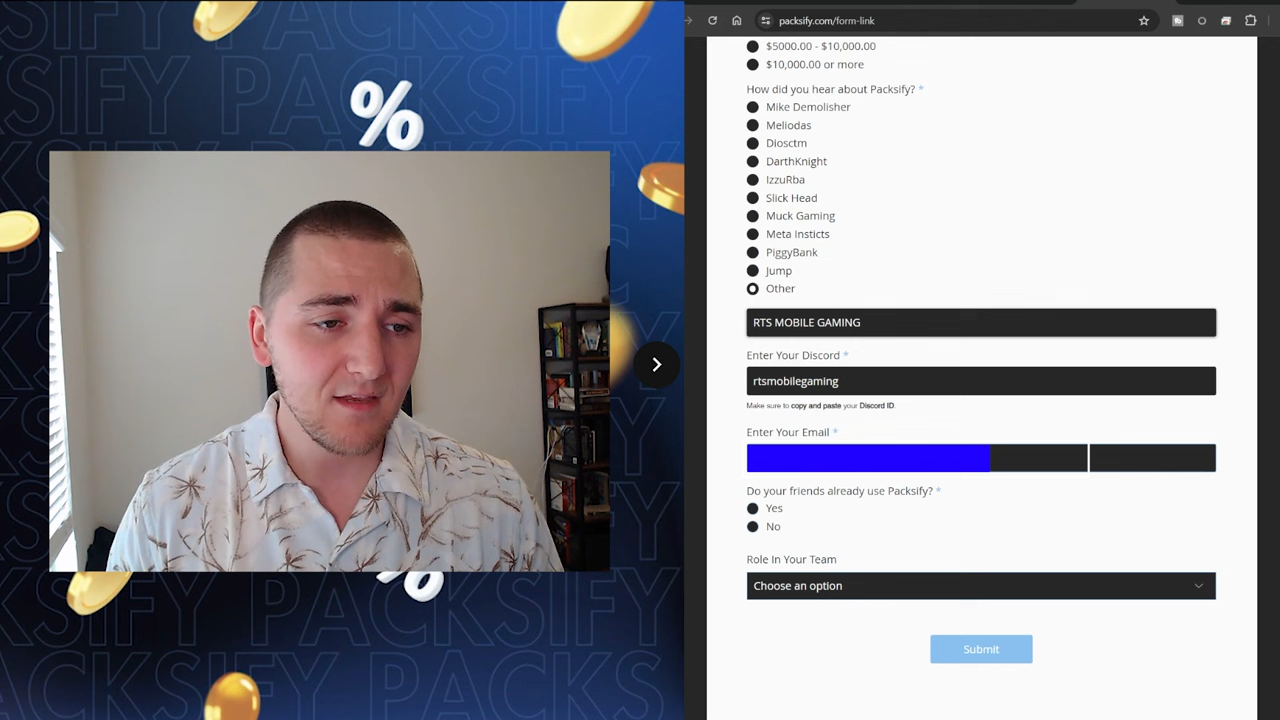 PACKSIFY PACKSIFY
%
%
packsify.com/form-link
$5000.00 - $10,000.00
$10,000.00 or more
How did you hear about Packsify? *
Mike Demolisher
Meliodas
Diosctm
DarthKnight
IzzuRba
Slick Head
Muck Gaming
Meta Insticts
PiggyBank
Jump
Other
RTS MOBILE GAMING
Enter Your Discord *
rtsmobilegaming
Make sure to copy and paste your Discord ID.
Enter Your Email *
Do your friends already use Packsify? *
Yes
No
Role In Your Team
Choose an option
Submit